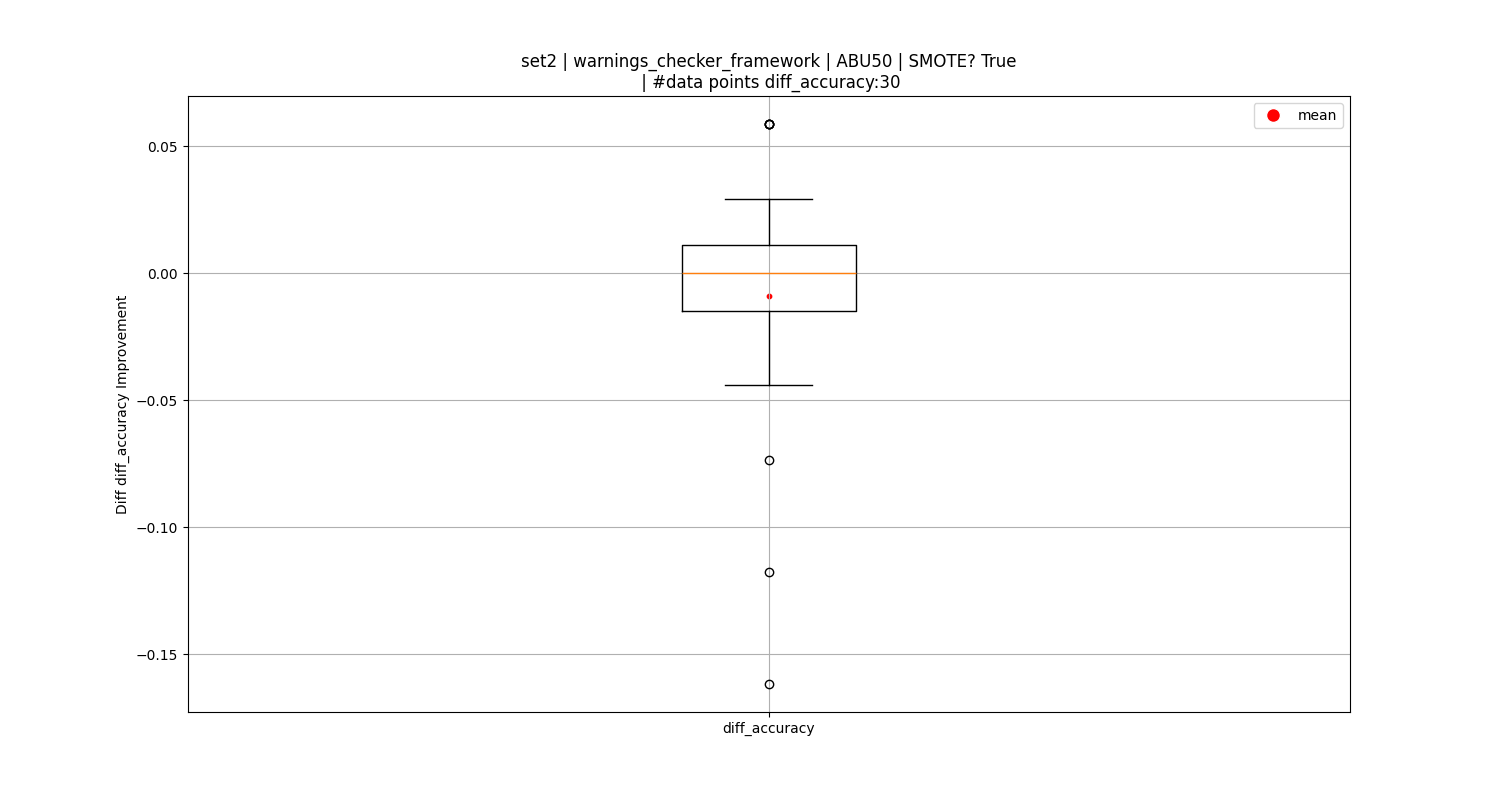 set2 | warnings_checker_framework | ABU50 | SMOTE? True
| #data points diff_accuracy:30
mean
0.05
0.00
−0.05
−0.10
−0.15
Diff diff_accuracy Improvement
diff_accuracy